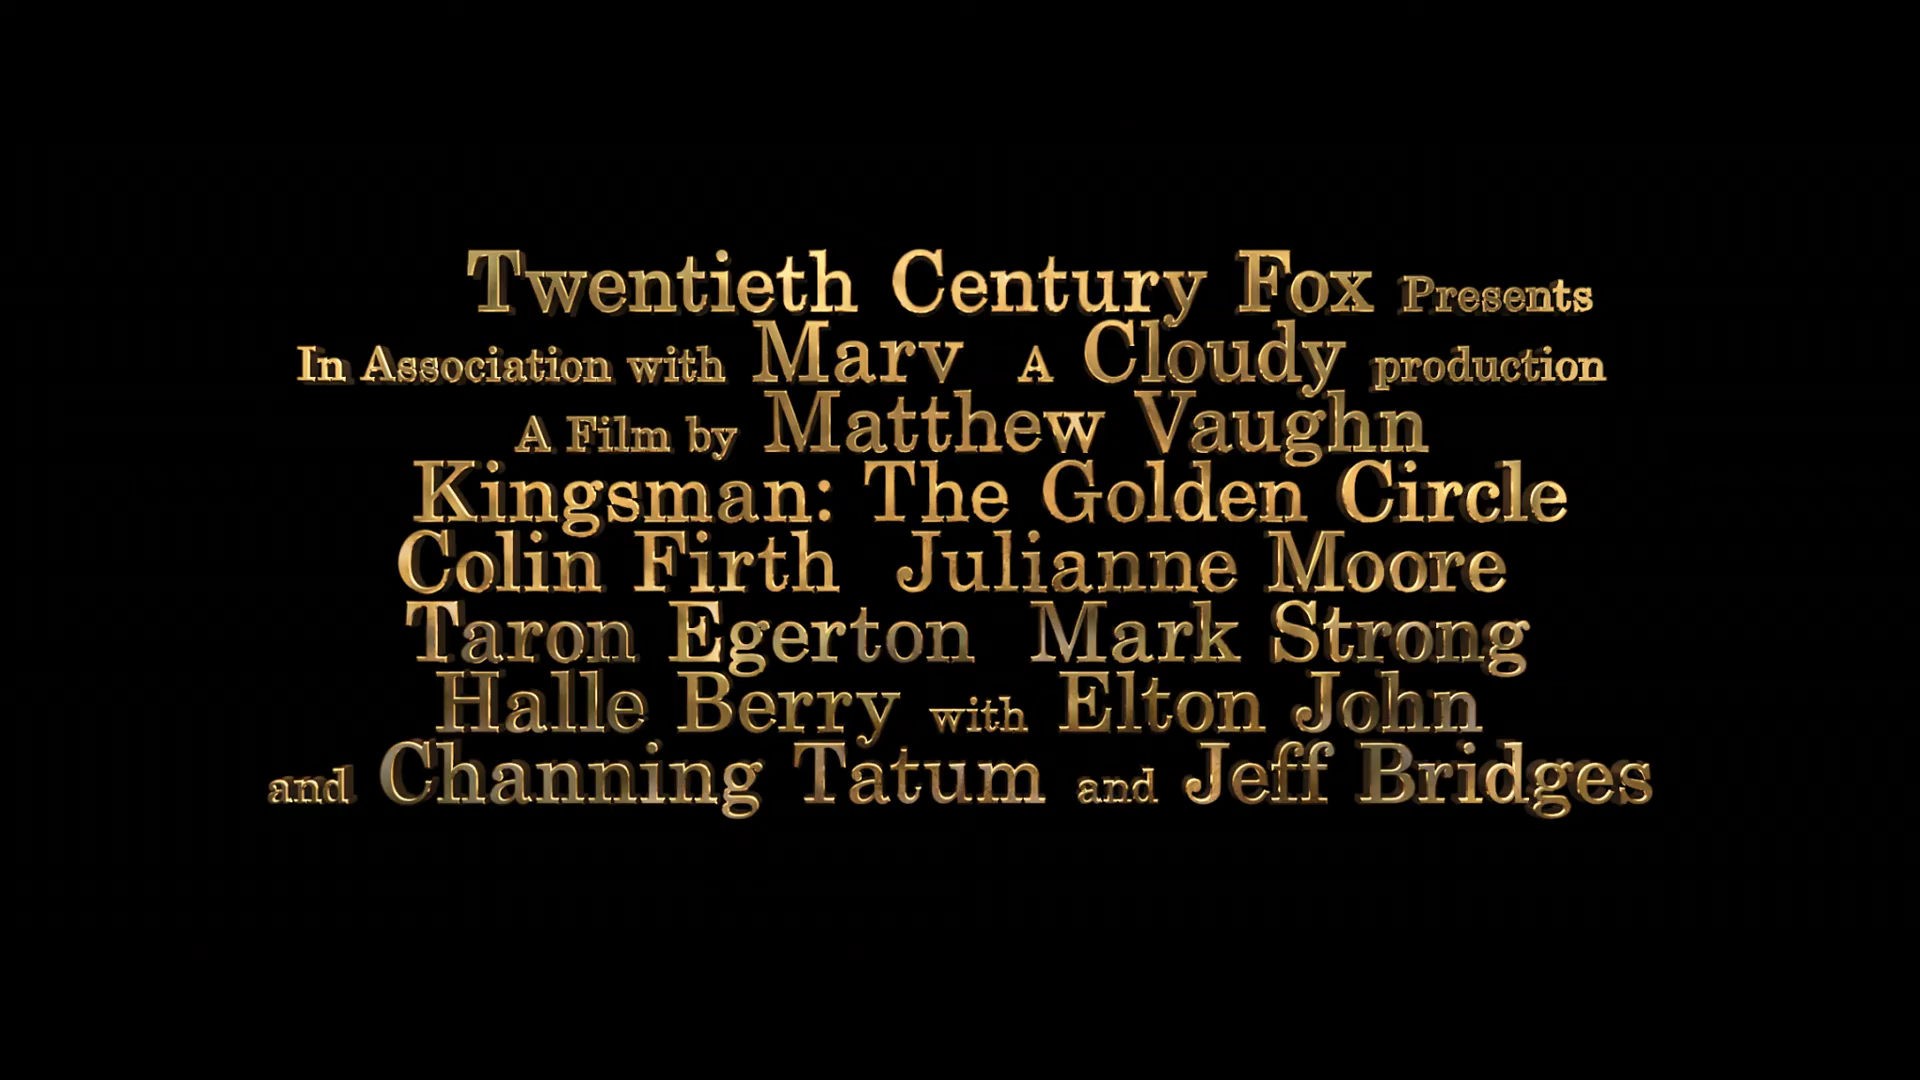 Twentieth Century Fox Presents
In Association with Marv A Cloudy production
A Film by Matthew Vaughn
Kingsman: The Golden Circle
Colin Firth Julianne Moore
Taron Egerton Mark Strong
Halle Berry with Elton John
and Channing Tatum and Jeff Bridges